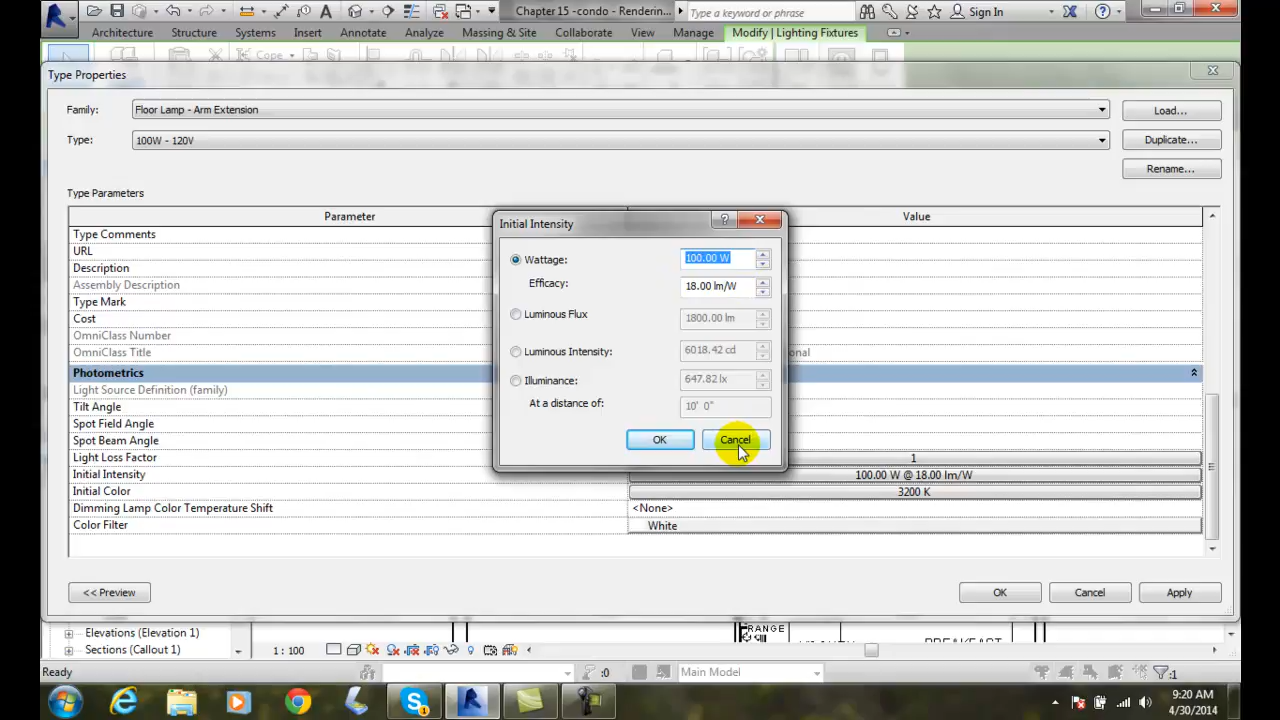 Chapter 15 -condo - Renderin...
Type a keyword or phrase
Sign In
Architecture
Structure
Systems
Insert
Annotate
Analyze
Massing & Site
Collaborate
View
Manage
Modify | Lighting Fixtures
Cope
Type Properties
Family: Floor Lamp - Arm Extension Load...
Type: 100W - 120V Duplicate...
Rename...
Type Parameters
Parameter Value
Type Comments
URL
Description
Assembly Description
Type Mark
Cost
OmniClass Number
OmniClass Title
Photometrics
Light Source Definition (family)
Tilt Angle
Spot Field Angle
Spot Beam Angle
Light Loss Factor 1
Initial Intensity 100.00 W @ 18.00 lm/W
Initial Color 3200 K
Dimming Lamp Color Temperature Shift <None>
Color Filter White
Initial Intensity
Wattage: 100.00 W
Efficacy: 18.00 lm/W
Luminous Flux 1800.00 lm
Luminous Intensity: 6018.42 cd
Illuminance: 647.82 lx
At a distance of: 10' 0"
OK Cancel
<< Preview OK Cancel Apply
Elevations (Elevation 1)
Sections (Callout 1)
1 : 100
RANGE
Ready
:0
Main Model
:1
9:20 AM
4/30/2014